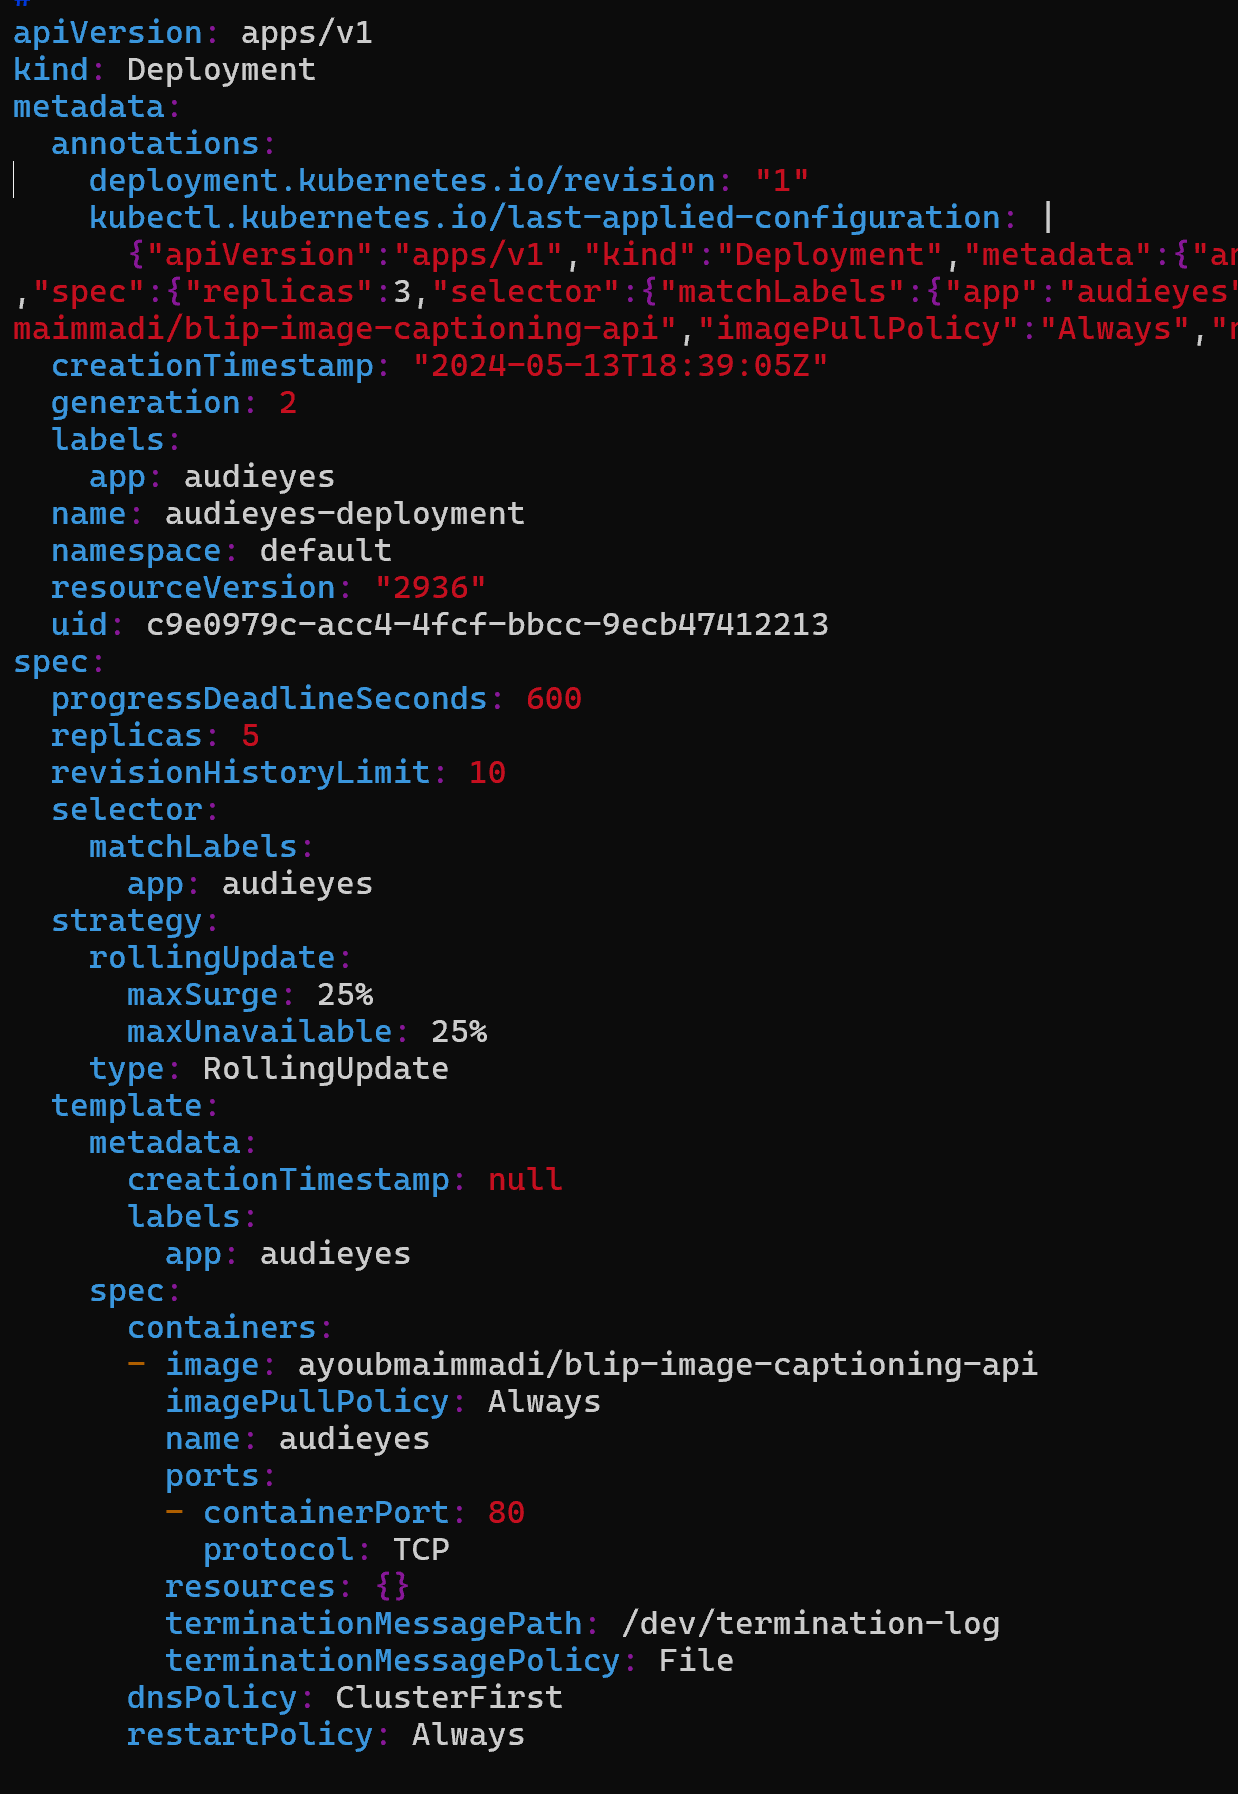 #
apiVersion: apps/v1
kind: Deployment
metadata:
  annotations:
    deployment.kubernetes.io/revision: "1"
    kubectl.kubernetes.io/last-applied-configuration: |
      {"apiVersion":"apps/v1","kind":"Deployment","metadata":{"an
,"spec":{"replicas":3,"selector":{"matchLabels":{"app":"audieyes"
maimmadi/blip-image-captioning-api","imagePullPolicy":"Always","n
  creationTimestamp: "2024-05-13T18:39:05Z"
  generation: 2
  labels:
    app: audieyes
  name: audieyes-deployment
  namespace: default
  resourceVersion: "2936"
  uid: c9e0979c-acc4-4fcf-bbcc-9ecb47412213
spec:
  progressDeadlineSeconds: 600
  replicas: 5
  revisionHistoryLimit: 10
  selector:
    matchLabels:
      app: audieyes
  strategy:
    rollingUpdate:
      maxSurge: 25%
      maxUnavailable: 25%
    type: RollingUpdate
  template:
    metadata:
      creationTimestamp: null
      labels:
        app: audieyes
    spec:
      containers:
      - image: ayoubmaimmadi/blip-image-captioning-api
        imagePullPolicy: Always
        name: audieyes
        ports:
        - containerPort: 80
          protocol: TCP
        resources: {}
        terminationMessagePath: /dev/termination-log
        terminationMessagePolicy: File
      dnsPolicy: ClusterFirst
      restartPolicy: Always